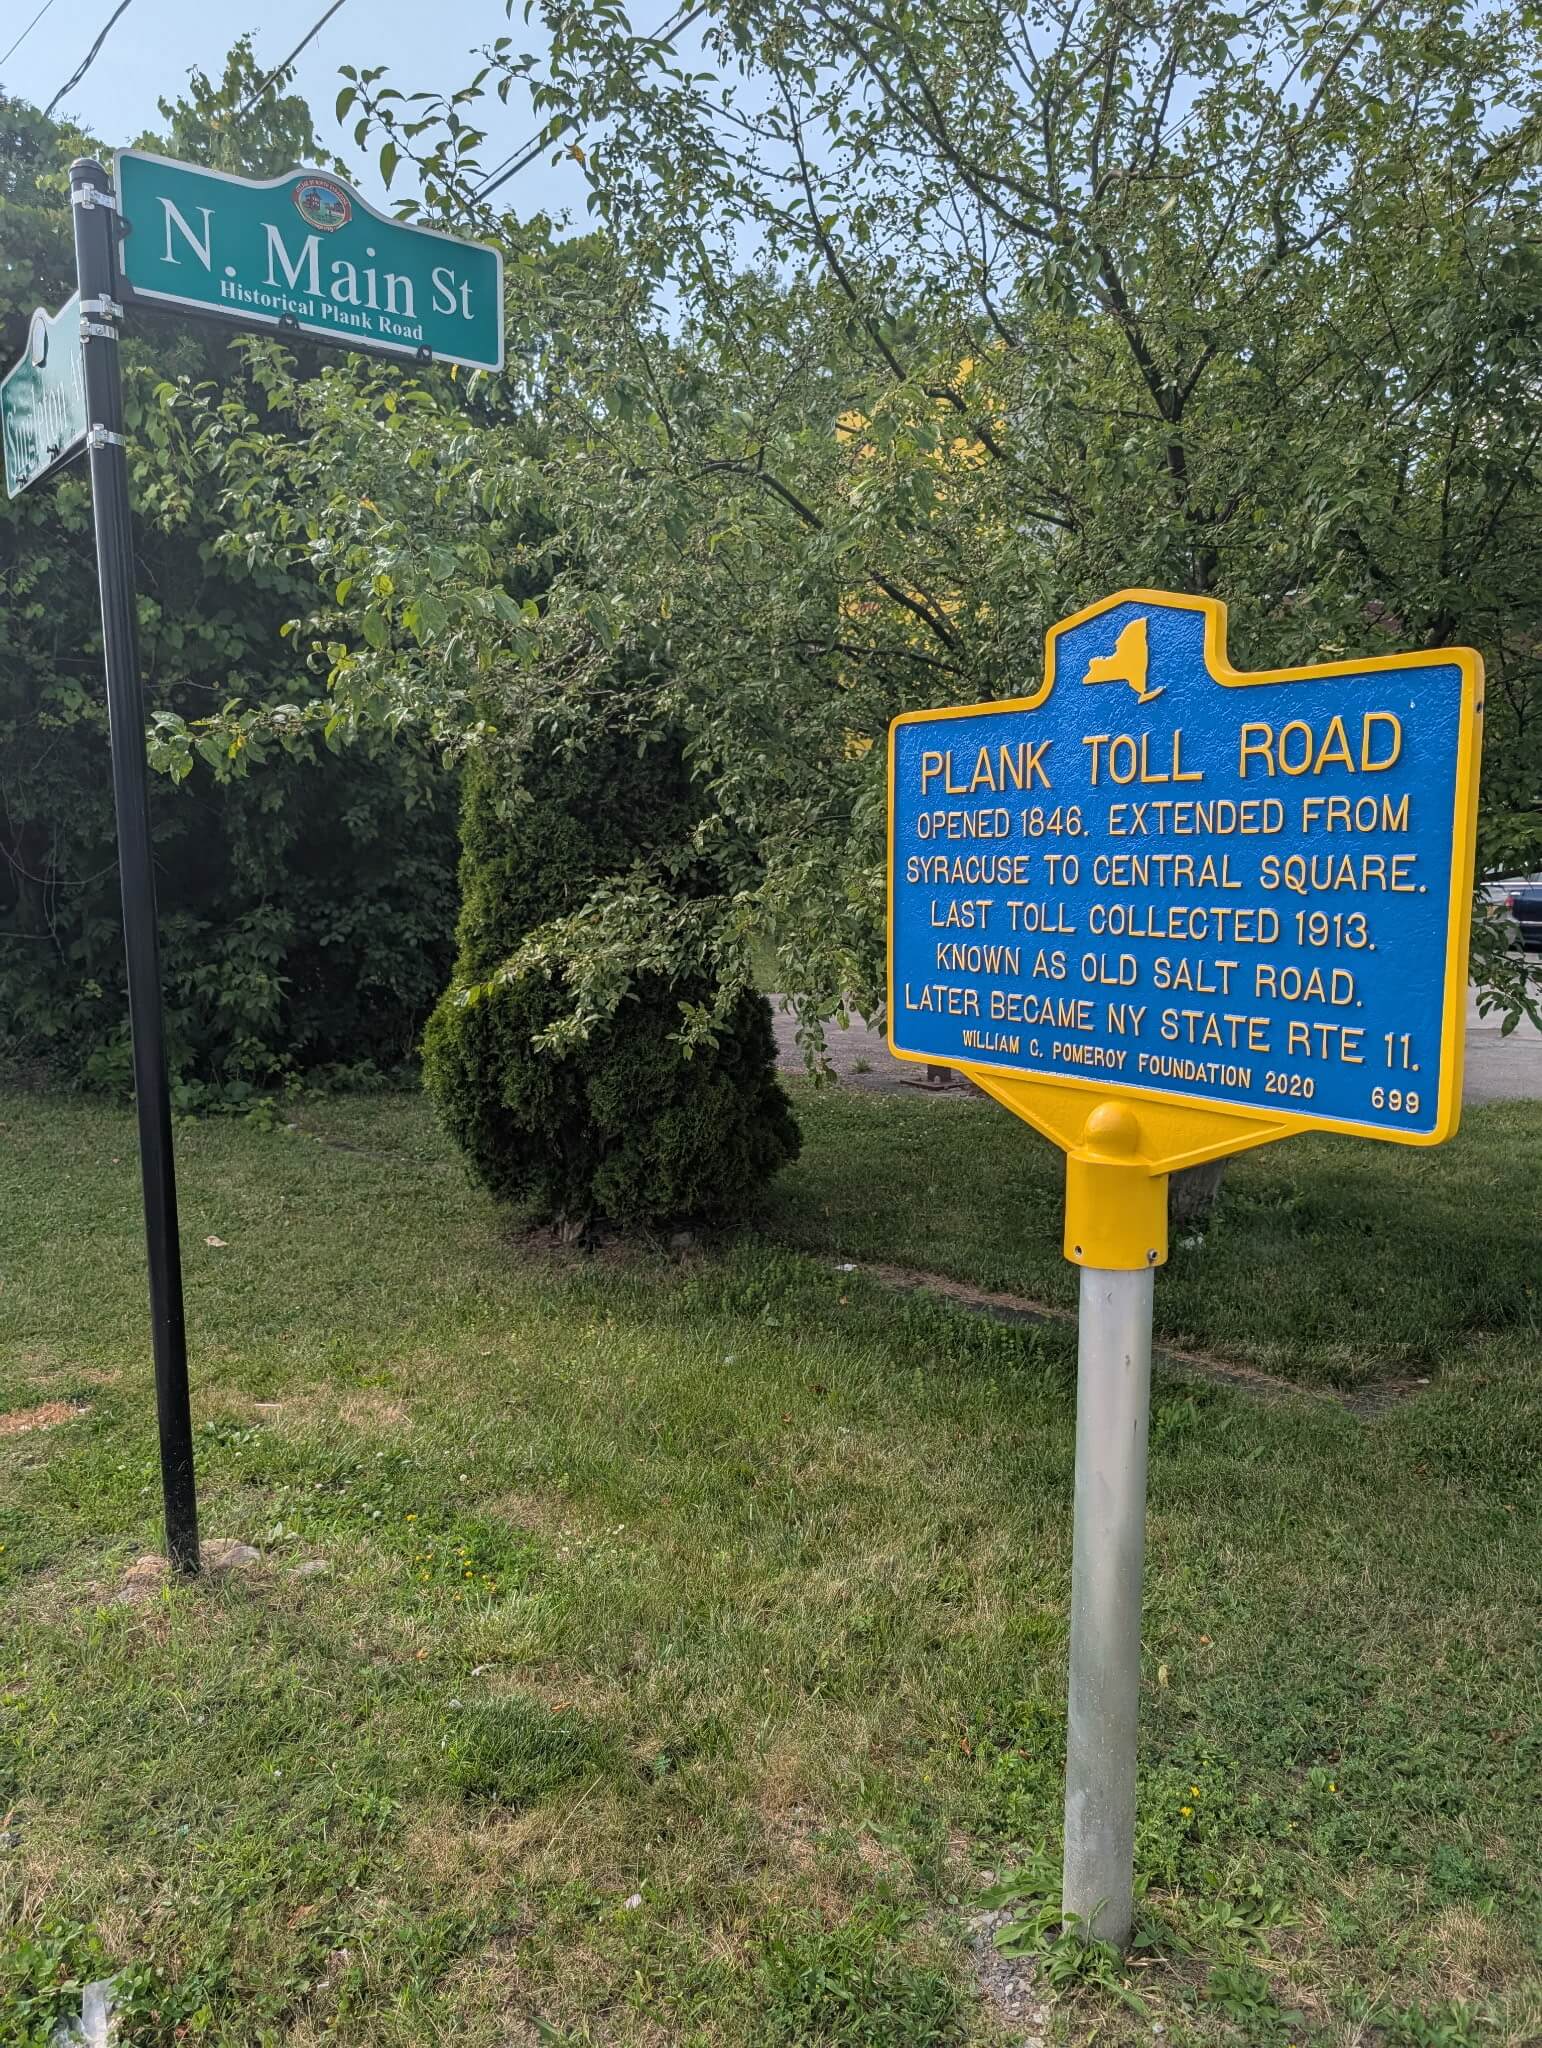 N. Main St
Historical Plank Road
PLANK TOLL ROAD
OPENED 1846. EXTENDED FROM
SYRACUSE TO CENTRAL SQUARE.
LAST TOLL COLLECTED 1913.
KNOWN AS OLD SALT ROAD.
LATER BECAME NY STATE RTE 11.
WILLIAM G. POMEROY FOUNDATION 2020 699